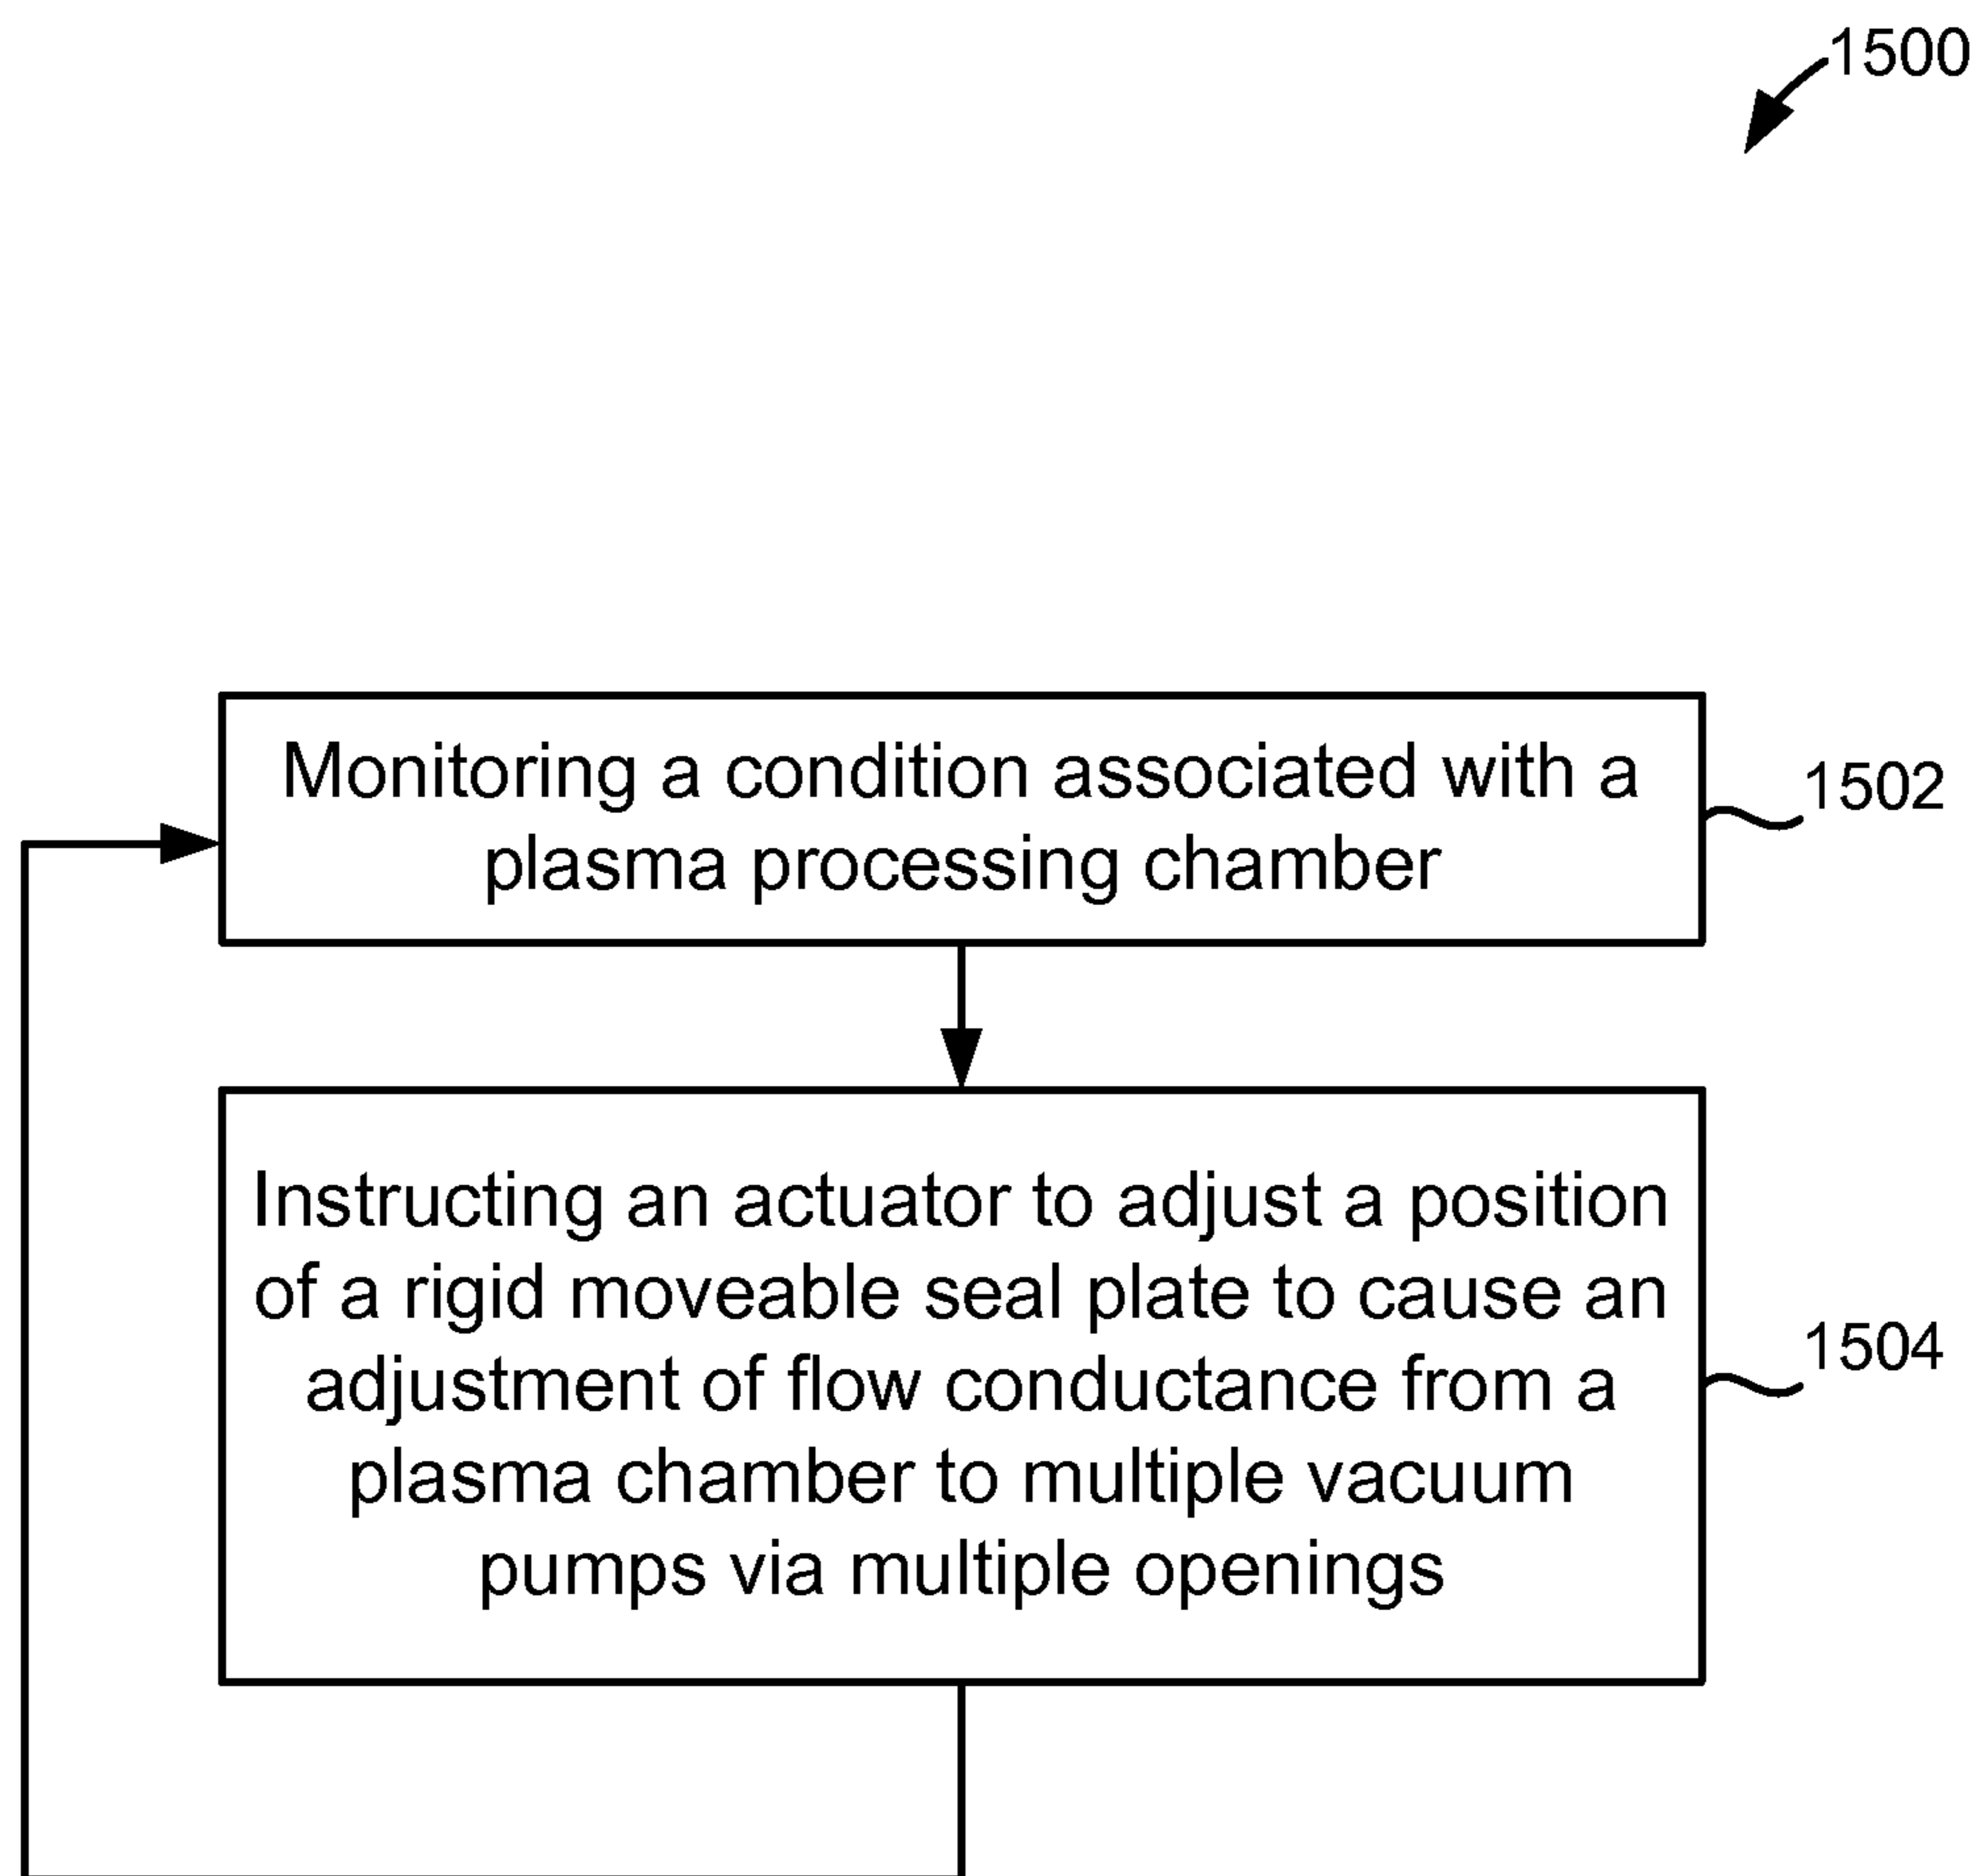 1500
Monitoring a condition associated with a
plasma processing chamber
1502
Instructing an actuator to adjust a position
of a rigid moveable seal plate to cause an
adjustment of flow conductance from a
plasma chamber to multiple vacuum
pumps via multiple openings
1504